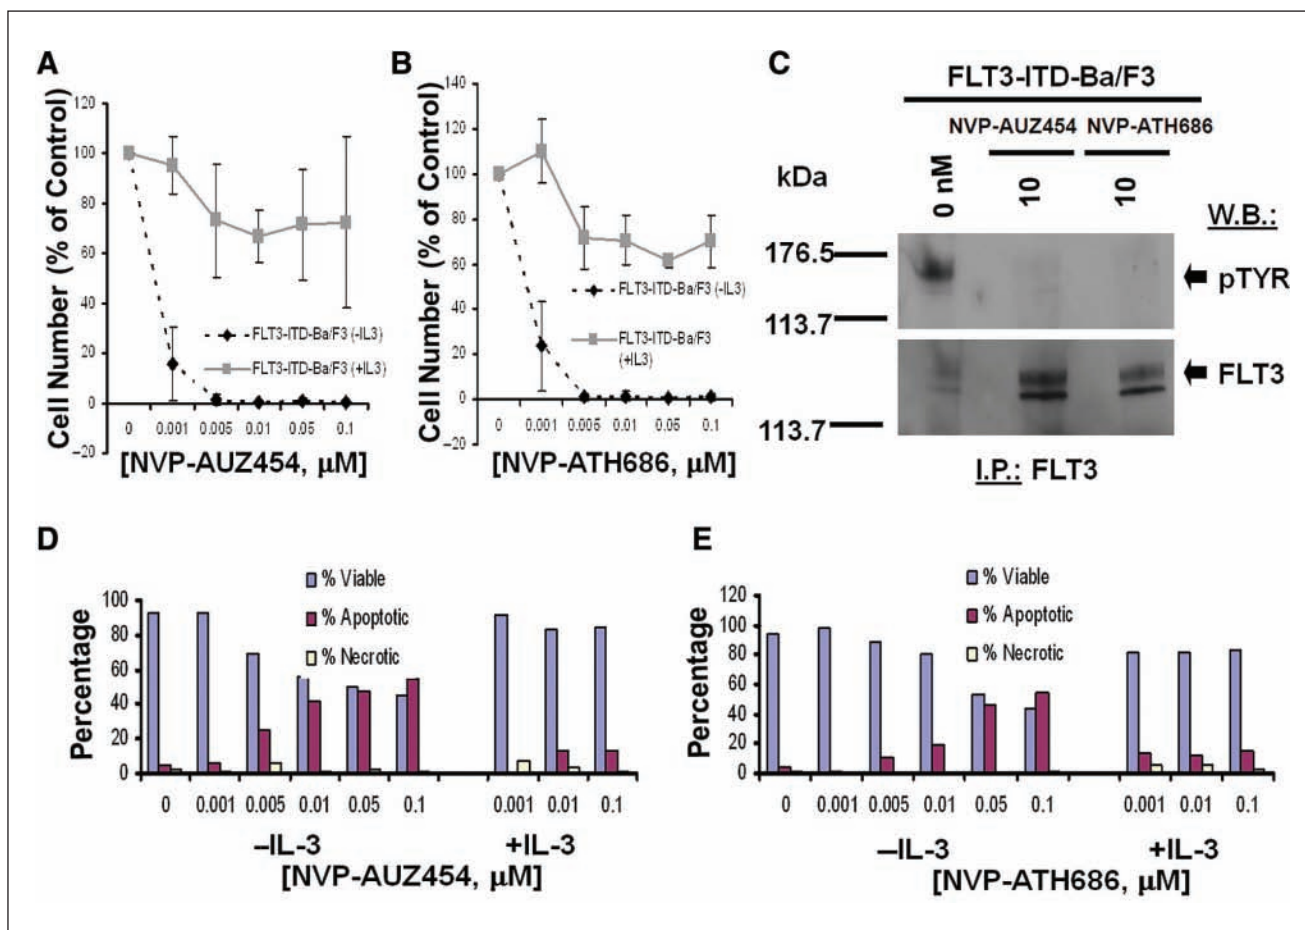 A
Cell Number (% of Control)
120
100
80
60
40
20
0
–20
FLT3-ITD-Ba/F3 (-IL3)
FLT3-ITD-Ba/F3 (+IL3)
0 0.001 0.005 0.01 0.05 0.1
[NVP-AUZ454, µM]
B
Cell Number (% of Control)
140
120
100
80
60
40
20
0
–20
FLT3-ITD-Ba/F3 (-IL3)
FLT3-ITD-Ba/F3
(+IL3)
0 0.001 0.005 0.01 0.05 0.1
[NVP-ATH686, µM]
C
FLT3-ITD-Ba/F3
NVP-AUZ454 NVP-ATH686
kDa
0 nM
10
10
W.B.:
176.5
pTYR
113.7
FLT3
113.7
I.P.: FLT3
D
Percentage
100
80
60
40
20
0
% Viable
% Apoptotic
% Necrotic
0 0.001 0.005 0.01 0.05 0.1 0.001 0.01 0.1
–IL-3 +IL-3
[NVP-AUZ454, µM]
E
Percentage
120
100
80
60
40
20
0
% Viable
% Apoptotic
% Necrotic
0 0.001 0.005 0.01 0.05 0.1 0.001 0.01 0.1
–IL-3 +IL-3
[NVP-ATH686, µM]